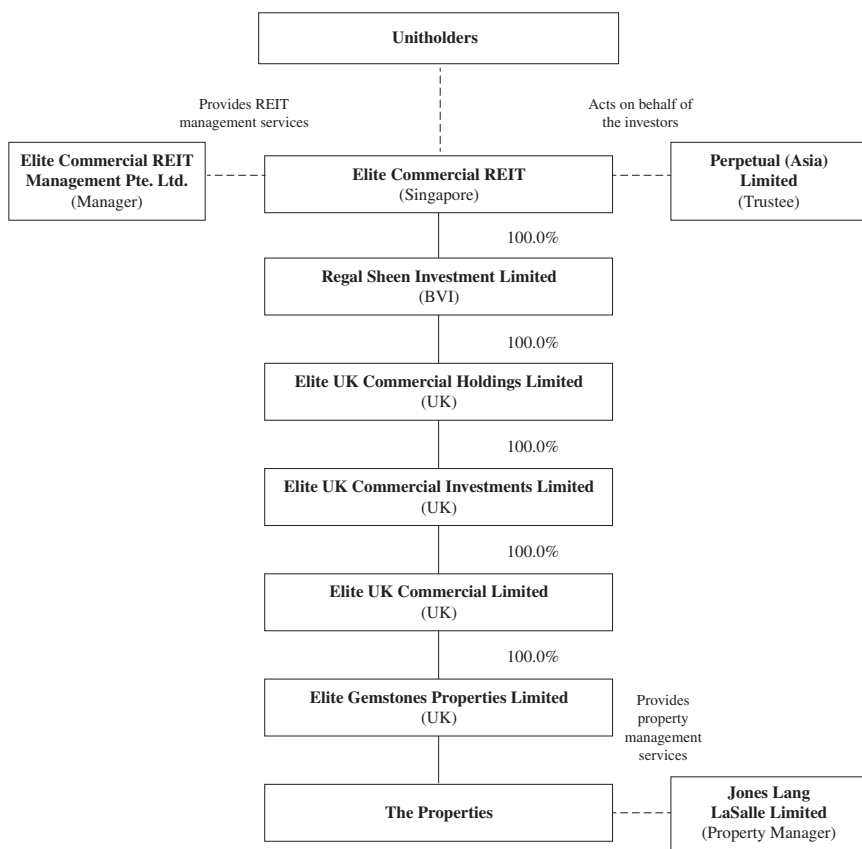 Unitholders
Provides REIT
management services
Acts on behalf of
the investors
Elite Commercial REIT
Management Pte. Ltd.
(Manager)
Elite Commercial REIT
(Singapore)
Perpetual (Asia)
Limited
(Trustee)
100.0%
Regal Sheen Investment Limited
(BVI)
100.0%
Elite UK Commercial Holdings Limited
(UK)
100.0%
Elite UK Commercial Investments Limited
(UK)
100.0%
Elite UK Commercial Limited
(UK)
100.0%
Elite Gemstones Properties Limited
(UK)
Provides
property
management
services
The Properties
Jones Lang
LaSalle Limited
(Property Manager)